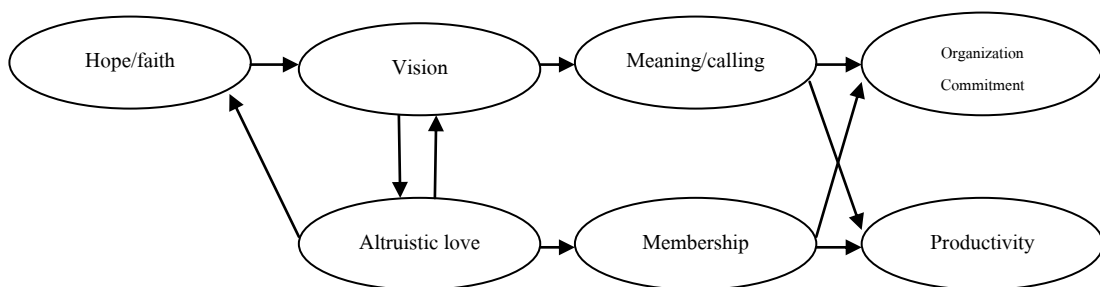 Hope/faith
Vision
Meaning/calling
Organization
Commitment
Altruistic love
Membership
Productivity